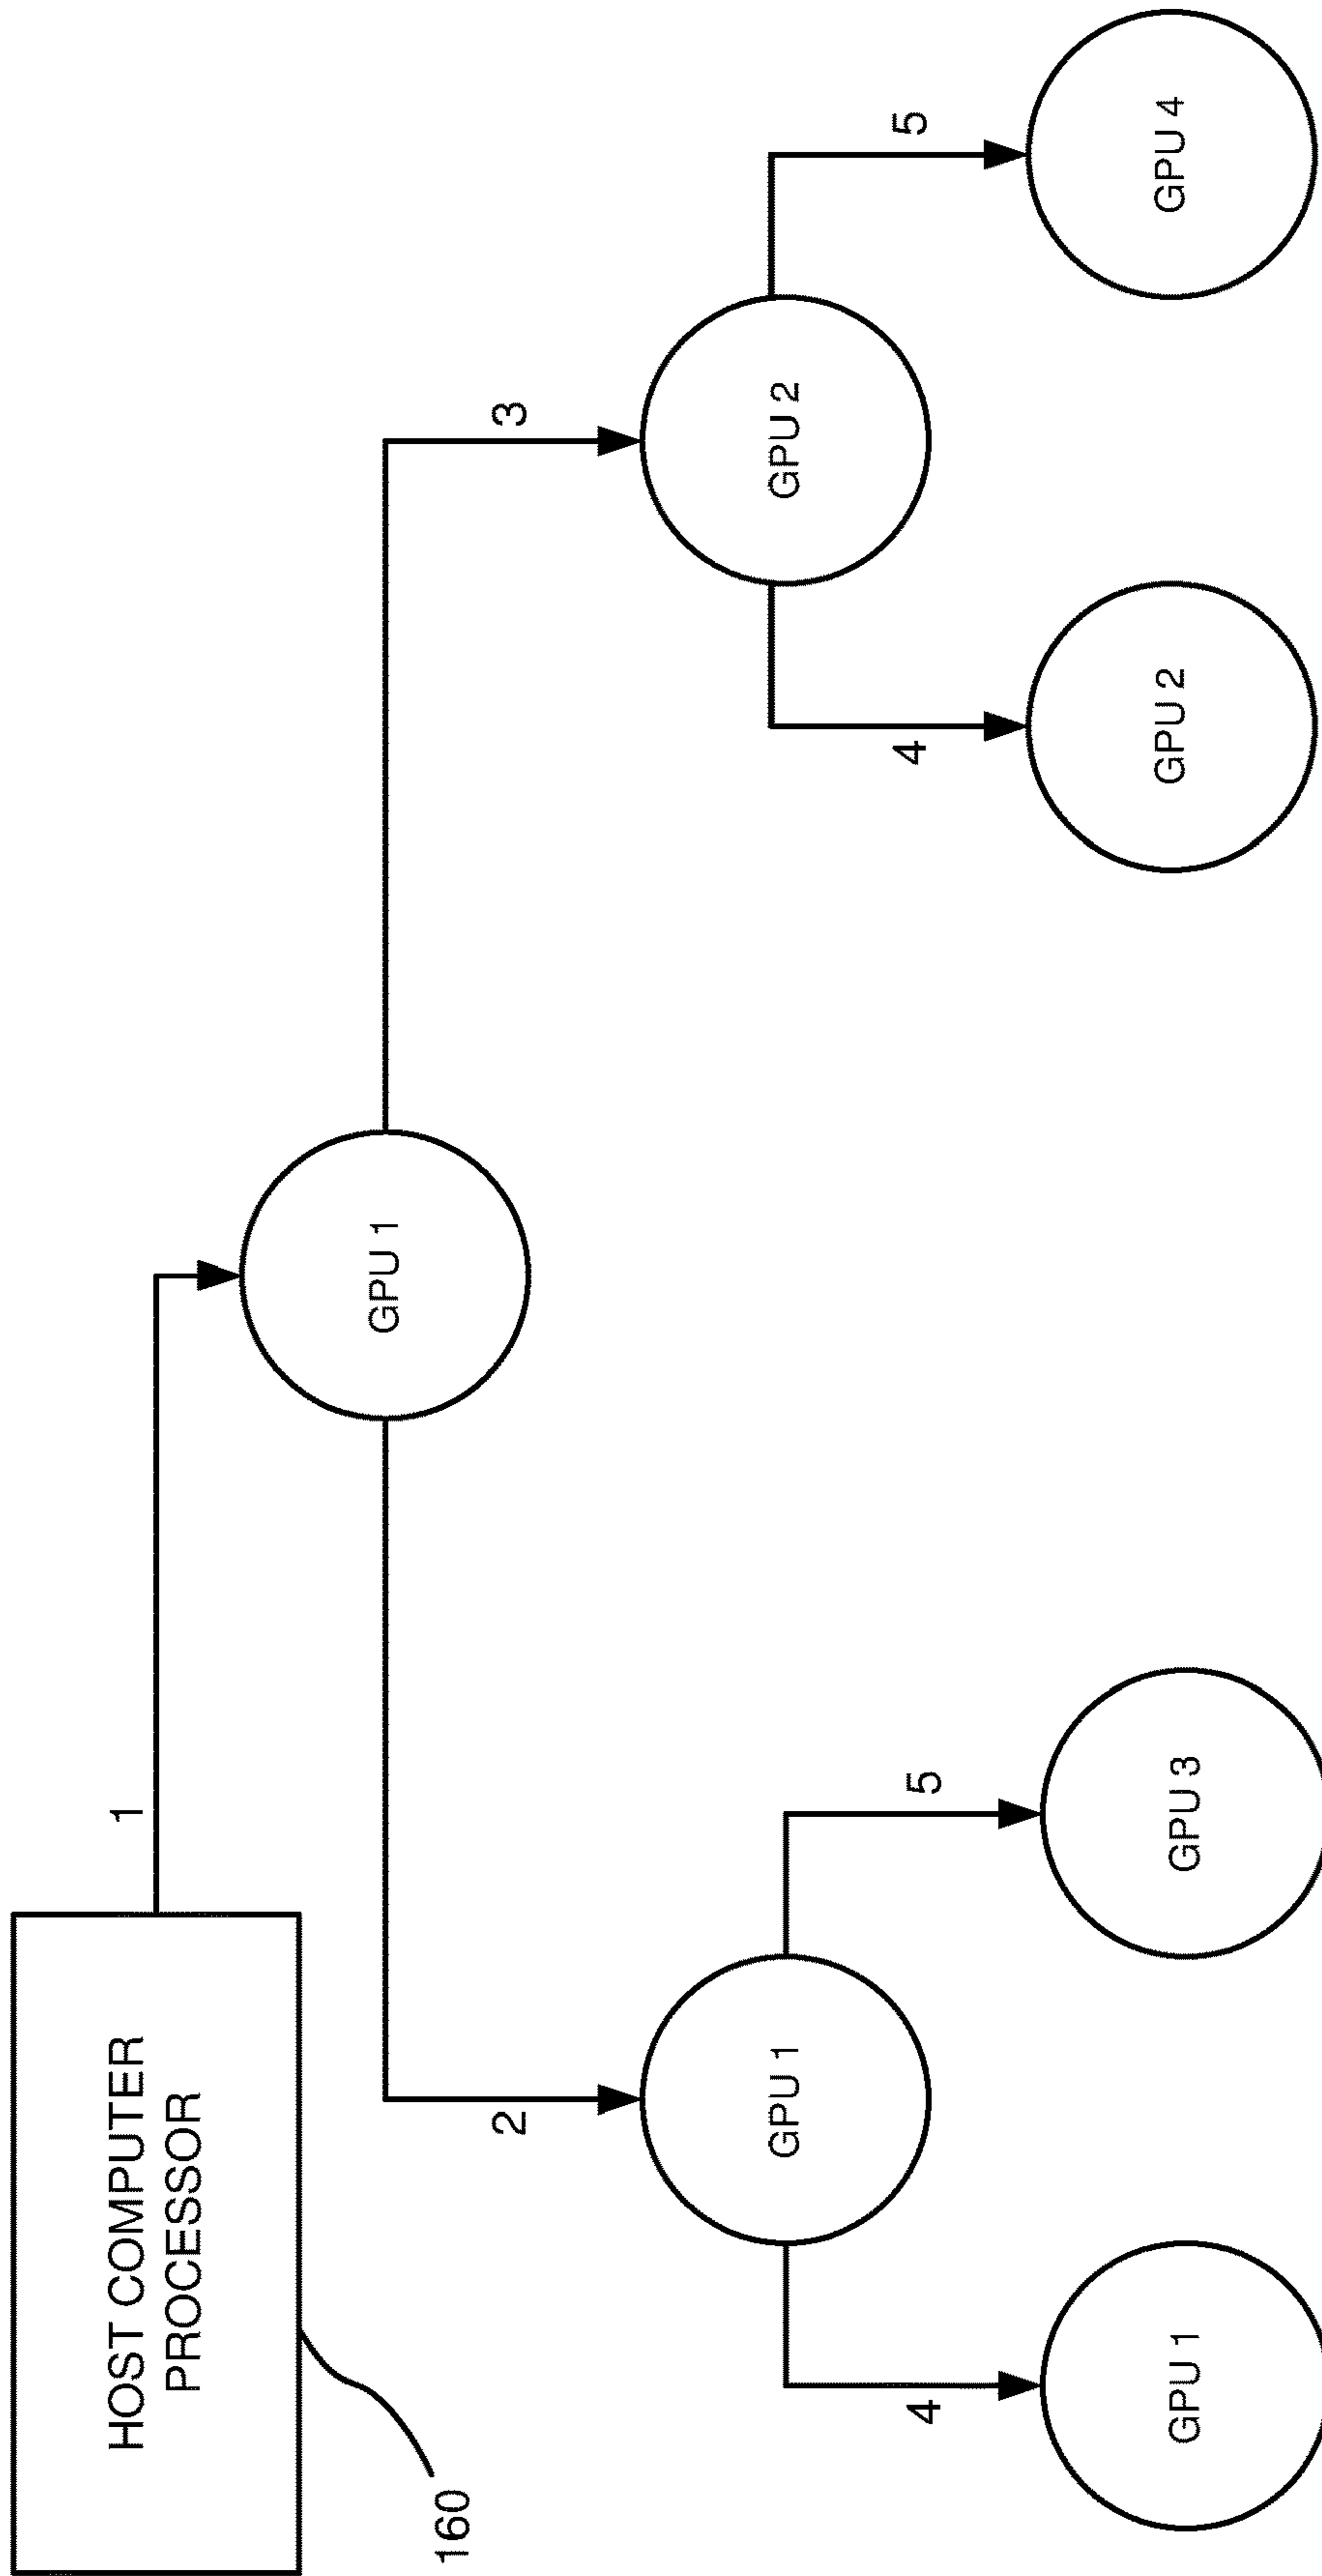 HOST COMPUTER
PROCESSOR
160
1
GPU 1
2
3
GPU 1
GPU 2
4
5
4
5
GPU 1
GPU 3
GPU 2
GPU 4